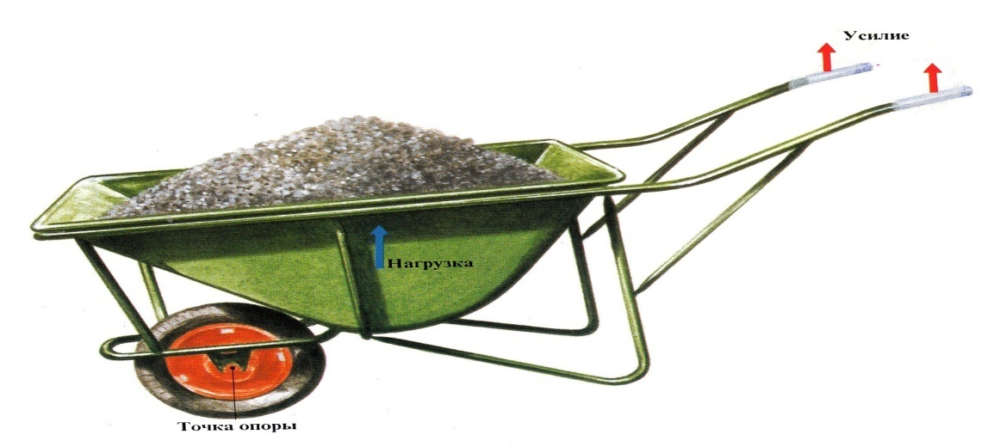 Усилие
Нагрузка
Точка опоры